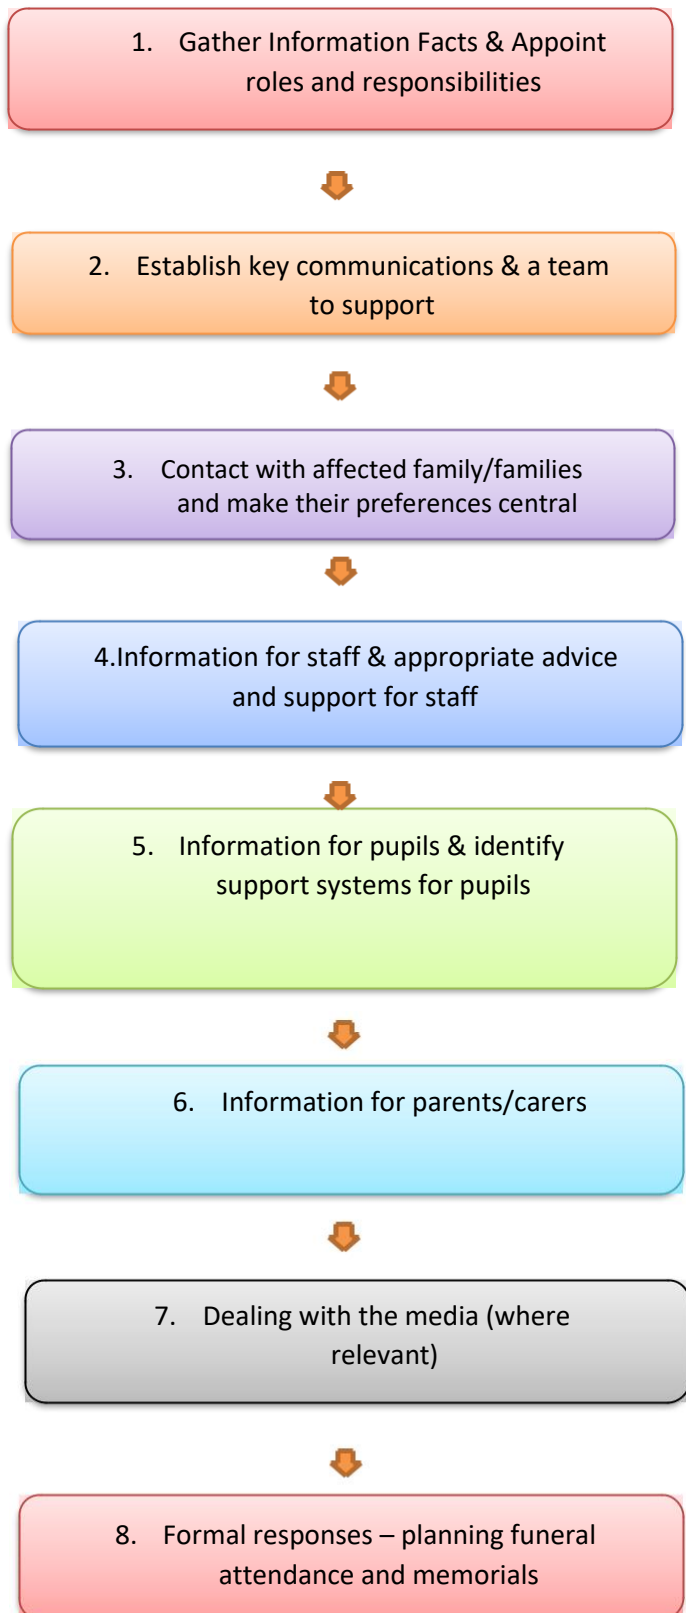 1. Gather Information Facts & Appoint
roles and responsibilities
2. Establish key communications & a team
to support
3. Contact with affected family/families
and make their preferences central
4.Information for staff & appropriate advice
and support for staff
5. Information for pupils & identify
support systems for pupils
6. Information for parents/carers
7. Dealing with the media (where
relevant)
8. Formal responses – planning funeral
attendance and memorials